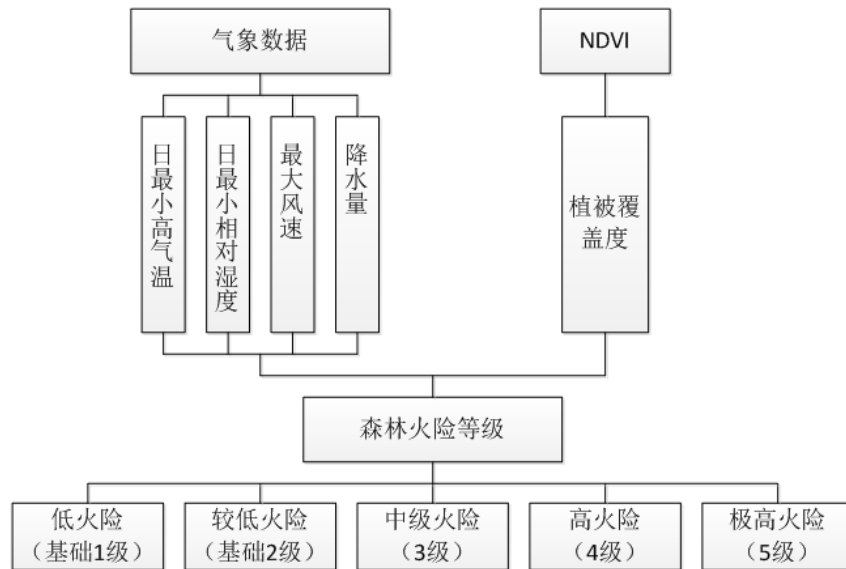 气象数据
NDVI
日最小高气温
日最小相对湿度
最大风速
降水量
植被覆
盖度
森林火险等级
低火险
（基础1级）
较低火险
（基础2级）
中级火险
（3级）
高火险
（4级）
极高火险
（5级）